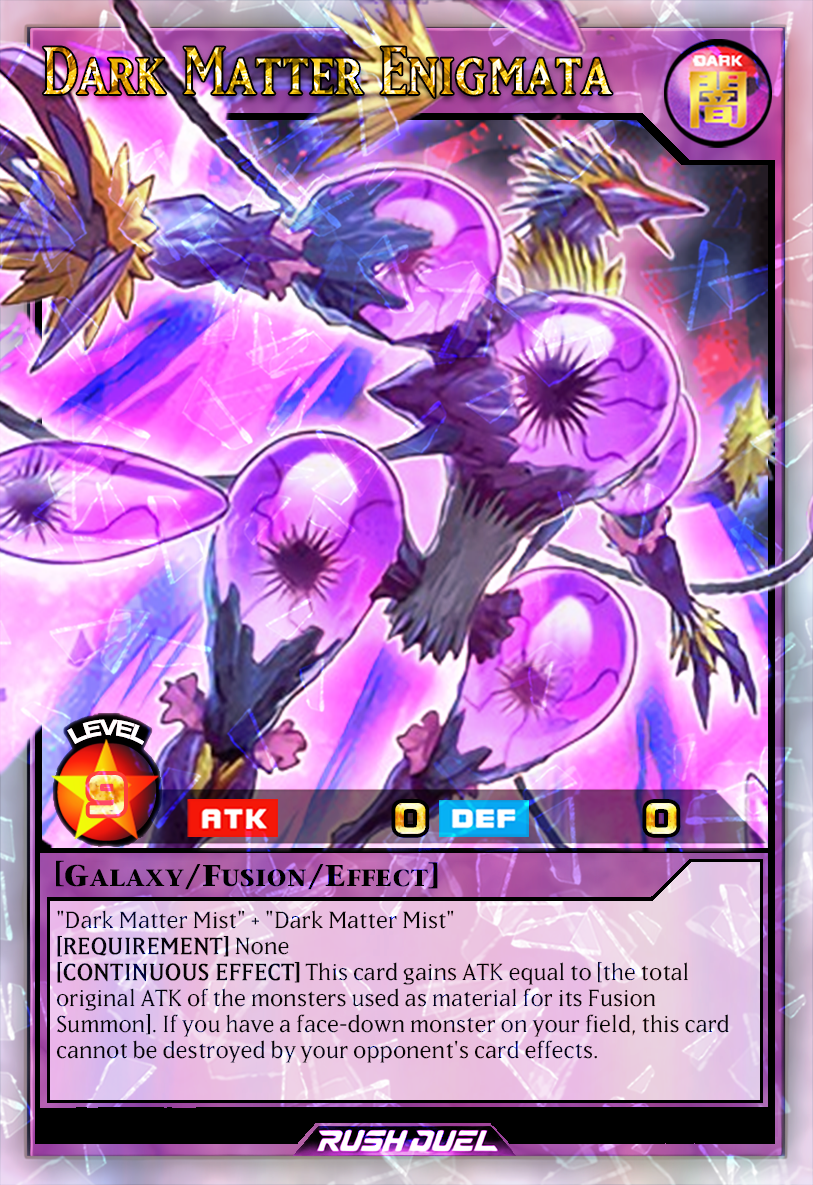 Dark Matter Enigmata
DARK
闇
LEVEL
9
ATK 0 DEF 0
[Galaxy/Fusion/Effect]
"Dark Matter Mist" + "Dark Matter Mist"
[REQUIREMENT] None
[CONTINUOUS EFFECT] This card gains ATK equal to [the total
original ATK of the monsters used as material for its Fusion
Summon]. If you have a face-down monster on your field, this card
cannot be destroyed by your opponent's card effects.
RUSH DUEL